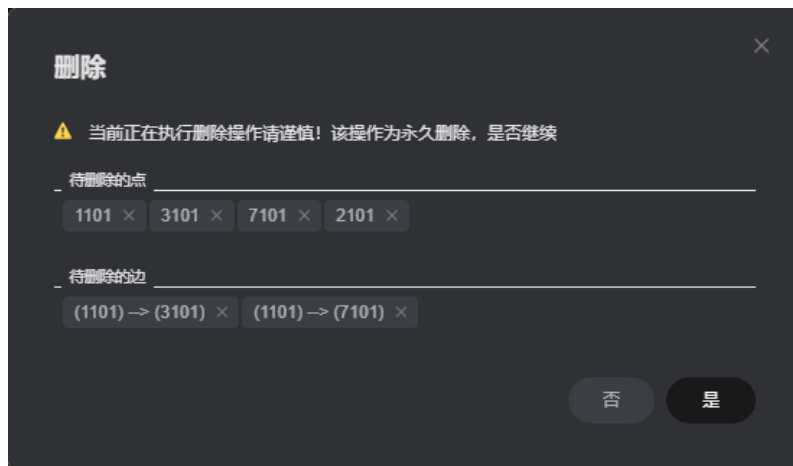 删除
当前正在执行删除操作请谨慎！该操作为永久删除，是否继续
待删除的点
1101 × 3101 × 7101 × 2101 ×
待删除的边
(1101) --> (3101) × (1101) --> (7101) ×
否 是